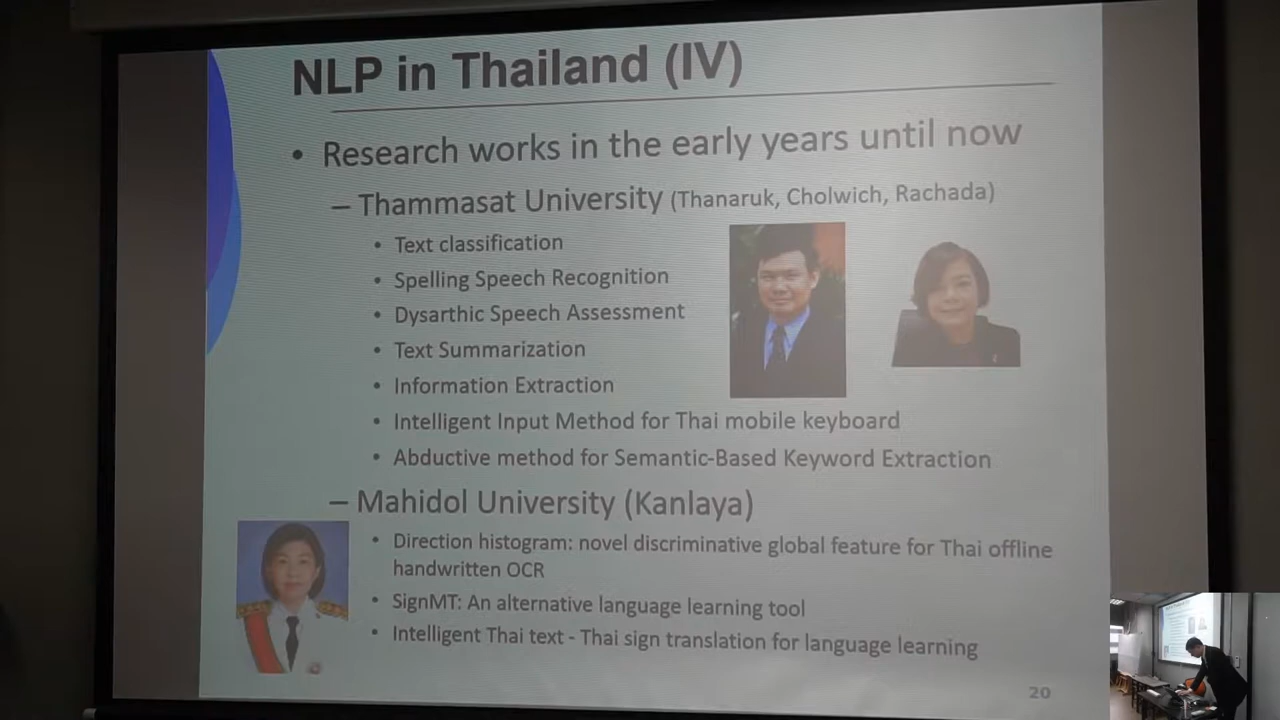 NLP in Thailand (IV)
• Research works in the early years until now
– Thammasat University (Thanaruk, Cholwich, Rachada)
• Text classification
• Spelling Speech Recognition
• Dysarthic Speech Assessment
• Text Summarization
• Information Extraction
• Intelligent Input Method for Thai mobile keyboard
• Abductive method for Semantic-Based Keyword Extraction
– Mahidol University (Kanlaya)
• Direction histogram: novel discriminative global feature for Thai offline
handwritten OCR
• SignMT: An alternative language learning tool
• Intelligent Thai text - Thai sign translation for language learning
20